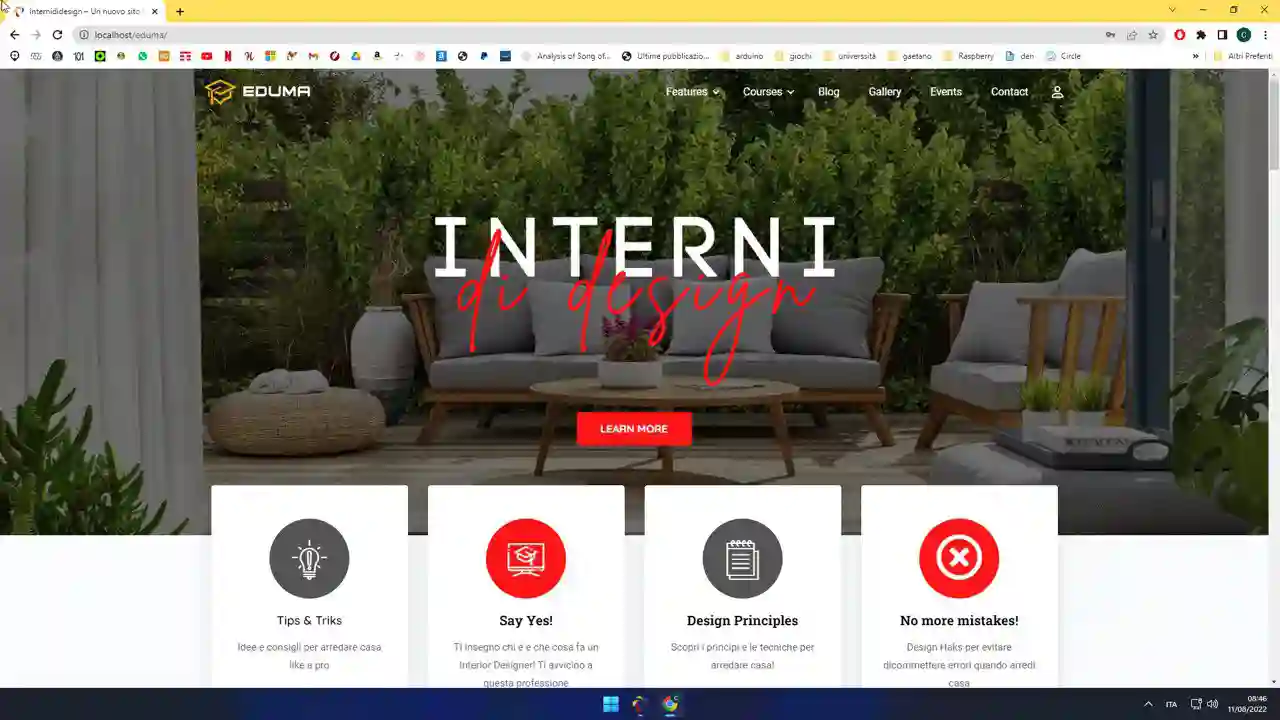 Internididesign – Un nuovo sito
localhost/eduma/
101
Analysis of Song of...
Ultime pubblicazio...
arduino
giochi
universsità
gaetano
Raspberry
den
Circle
»
Altri Preferiti
EDUMA
Features
Courses
Blog
Gallery
Events
Contact
INTERNI
di design
LEARN MORE
Tips & Triks
Idee e consigli per arredare casa
like a pro
Say Yes!
Ti insegno chi e e che cosa fa un
Interior Designer! Ti avvicino a
questa professione
Design Principles
Scopri i principi e le tecniche per
arredare casa!
No more mistakes!
Design Haks per evitare
dicommettere errori quando arredi
casa
ITA
08:46
11/08/2022